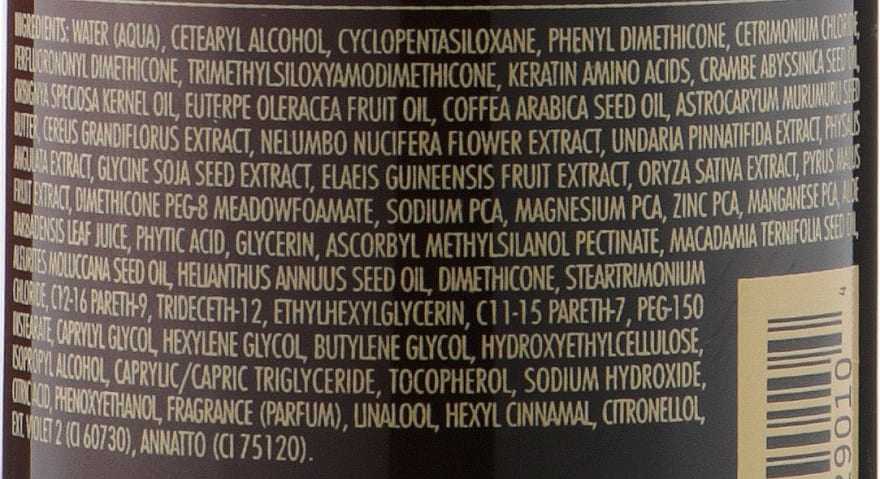 INGREDIENTS: WATER (AQUA), CETEARYL ALCOHOL, CYCLOPENTASILOXANE, PHENYL DIMETHICONE, CETRIMONIUM CHLORIDE,
PERFLUORONONYL DIMETHICONE, TRIMETHYLSILOXYAMODIMETHICONE, KERATIN AMINO ACIDS, CRAMBE ABYSSINICA SEED OIL,
ORBIGNYA SPECIOSA KERNEL OIL, EUTERPE OLERACEA FRUIT OIL, COFFEA ARABICA SEED OIL, ASTROCARYUM MURUMURU SEED
BUTTER, CEREUS GRANDIFLORUS EXTRACT, NELUMBO NUCIFERA FLOWER EXTRACT, UNDARIA PINNATIFIDA EXTRACT, PHYSALIS
ANGULATA EXTRACT, GLYCINE SOJA SEED EXTRACT, ELAEIS GUINEENSIS FRUIT EXTRACT, ORYZA SATIVA EXTRACT, PYRUS MALUS
FRUIT EXTRACT, DIMETHICONE PEG-8 MEADOWFOAMATE, SODIUM PCA, MAGNESIUM PCA, ZINC PCA, MANGANESE PCA, ALOE
BARBADENSIS LEAF JUICE, PHYTIC ACID, GLYCERIN, ASCORBYL METHYLSILANOL PECTINATE, MACADAMIA TERNIFOLIA SEED OIL,
ALEURITES MOLUCCANA SEED OIL, HELIANTHUS ANNUUS SEED OIL, DIMETHICONE, STEARTRIMONIUM
CHLORIDE, C12-16 PARETH-9, TRIDECETH-12, ETHYLHEXYLGLYCERIN, C11-15 PARETH-7, PEG-150
DISTEARATE, CAPRYLYL GLYCOL, HEXYLENE GLYCOL, BUTYLENE GLYCOL, HYDROXYETHYLCELLULOSE,
ISOPROPYL ALCOHOL, CAPRYLIC/CAPRIC TRIGLYCERIDE, TOCOPHEROL, SODIUM HYDROXIDE,
CITRIC ACID, PHENOXYETHANOL, FRAGRANCE (PARFUM), LINALOOL, HEXYL CINNAMAL, CITRONELLOL,
EXT. VIOLET 2 (CI 60730), ANNATTO (CI 75120).
29010
4